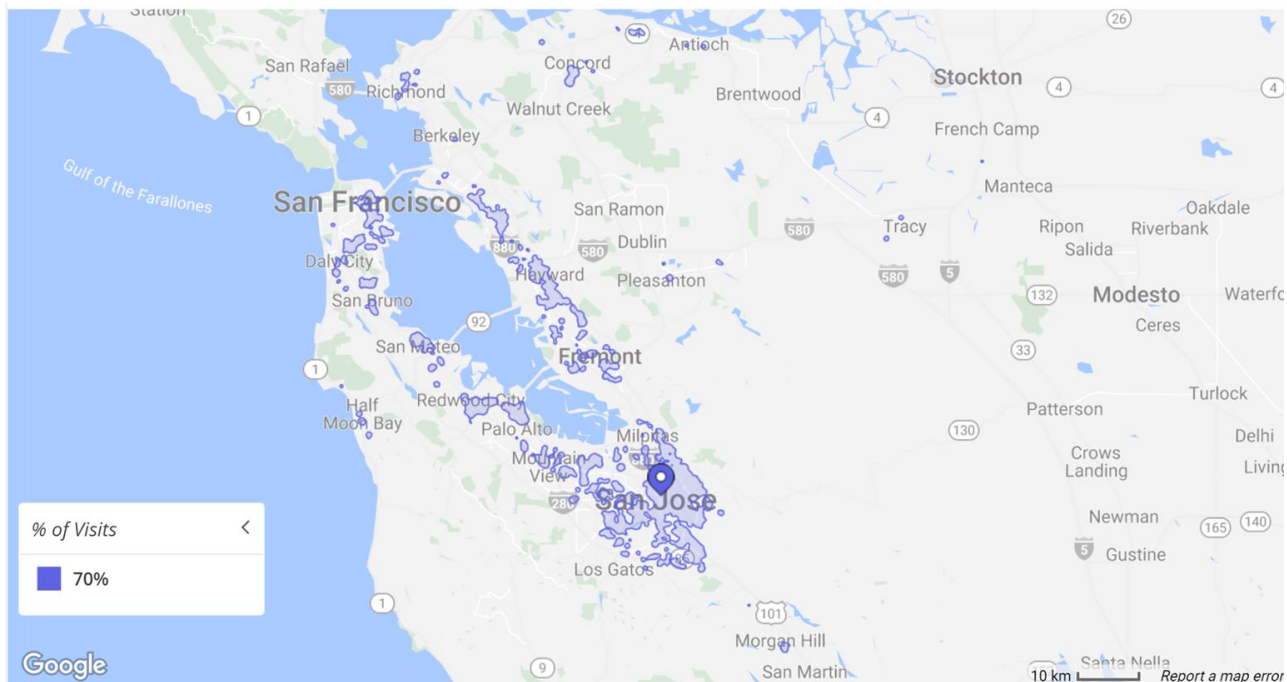 Station
26
4
Antioch
San Rafael
Concord
Stockton
580
Richmond
Brentwood
4
4
Walnut Creek
1
4
French Camp
Berkeley
Gulf of the Farallones
Manteca
San Francisco
San Ramon
Oakdale
Tracy
Ripon
Riverbank
580
880
580
Dublin
Salida
Daly City
Hayward
Pleasanton
580
5
San Bruno
132
Modesto
Waterfo
92
Ceres
San Mateo
Fremont
33
1
Redwood City
Turlock
Half
Moon Bay
Patterson
Palo Alto
130
Milpitas
Delhi
Mountain
View
Crows
Landing
Living
280
San Jose
% of Visits
Newman
165
140
5
Gustine
70%
Los Gatos
1
101
Morgan Hill
Google
9
San Martin
Santa Nella
10 km
Report a map error